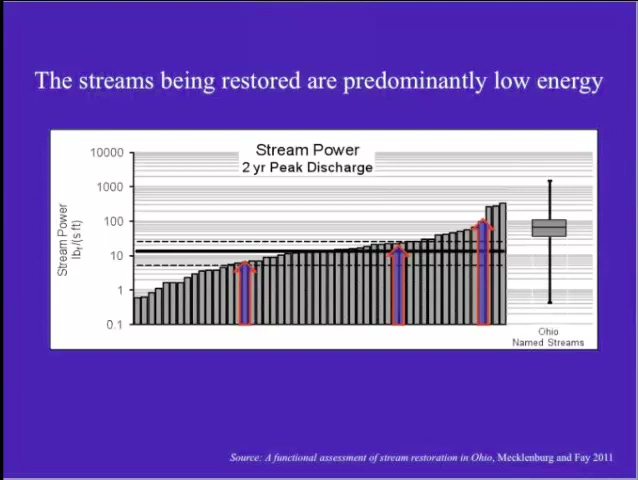 The streams being restored are predominantly low energy
Stream Power
2 yr Peak Discharge
10000
1000
100
10
1
0.1
Stream Power
lbf/(s ft)
Ohio
Named Streams
Source: A functional assessment of stream restoration in Ohio, Mecklenburg and Fay 2011